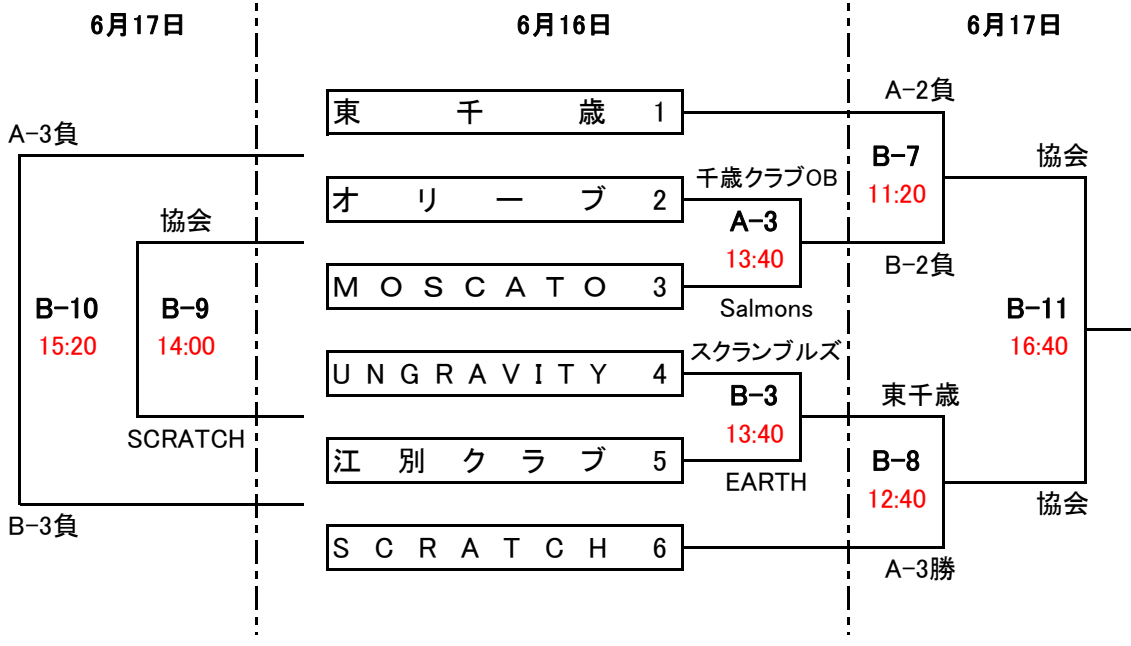 6月17日
6月16日
6月17日
A-2負
東千歳 1
A-3負
B-7
協会
千歳クラブOB
11:20
オリーブ 2
協会
A-3
13:40
B-2負
MOSCATO 3
Salmons
B-10
B-9
B-11
15:20
14:00
16:40
スクランブルズ
UNGRAVITY 4
B-3
東千歳
13:40
SCRATCH
江別クラブ 5
B-8
EARTH
12:40
B-3負
協会
SCRATCH 6
A-3勝